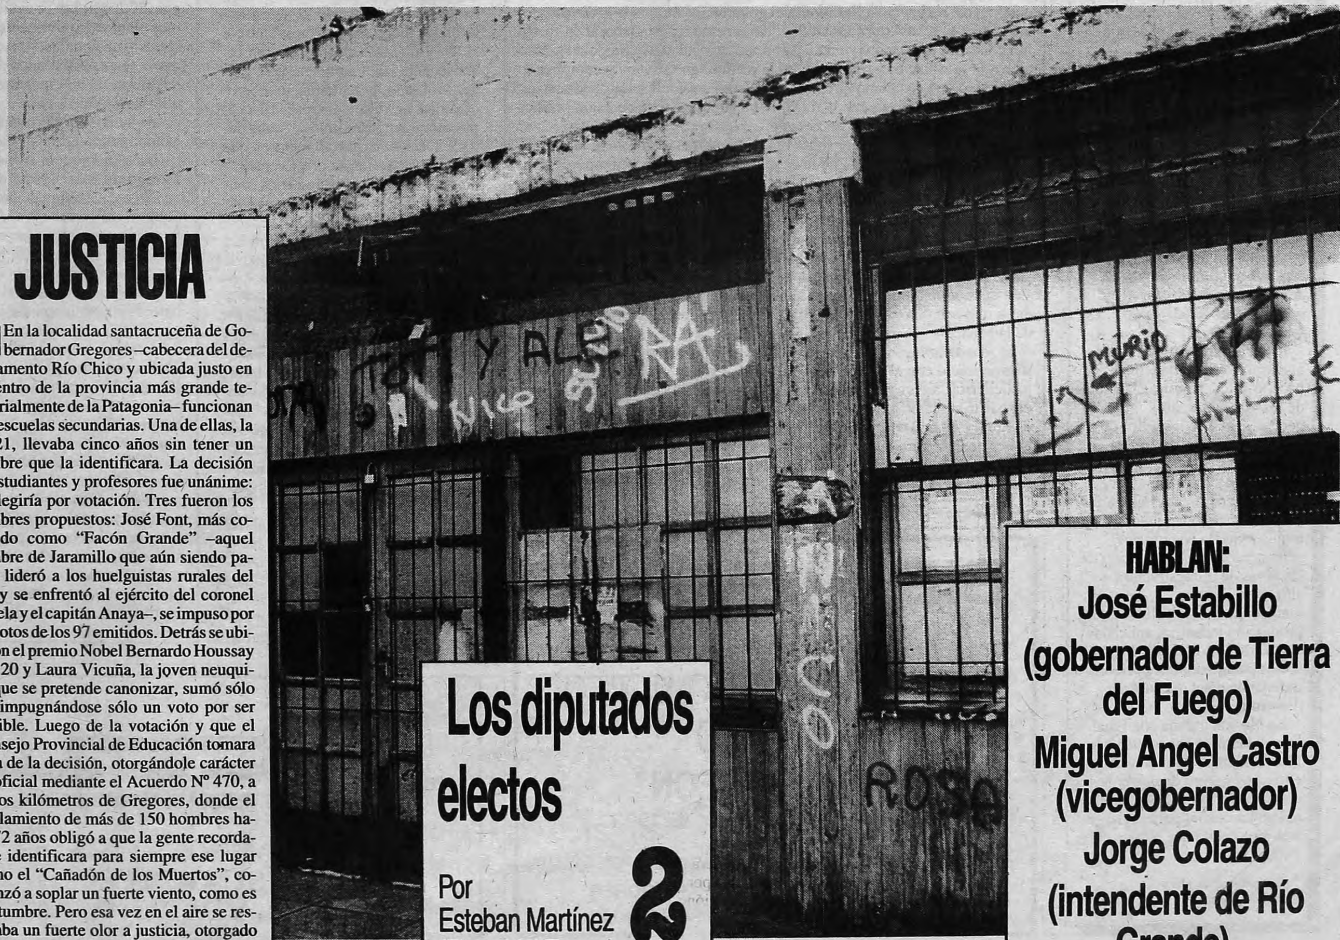 JUSTICIA
En la localidad santacruceña de Go-
bernador Gregores –cabecera del de-
amento Río Chico y ubicada justo en
entro de la provincia más grande te-
rialmente de la Patagonia– funcionan
escuelas secundarias. Una de ellas, la
21, llevaba cinco años sin tener un
bre que la identificara. La decisión
studiantes y profesores fue unánime:
legiría por votación. Tres fueron los
bres propuestos: José Font, más co-
do como "Facón Grande" –aquel
bre de Jaramillo que aún siendo pa-
lideró a los huelguistas rurales del
y se enfrentó al ejército del coronel
ela y el capitán Anaya–, se impuso por
otos de los 97 emitidos. Detrás se ubi-
n el premio Nobel Bernardo Houssay
20 y Laura Vicuña, la joven neuqui-
ue se pretende canonizar, sumó sólo
impugnándose sólo un voto por ser
ible. Luego de la votación y que el
sejo Provincial de Educación tomara
a de la decisión, otorgándole carácter
oficial mediante el Acuerdo Nº 470, a
os kilómetros de Gregores, donde el
lamiento de más de 150 hombres ha-
72 años obligó a que la gente recorda-
e identificara para siempre ese lugar
mo el "Cañadón de los Muertos", co-
nzó a soplar un fuerte viento, como es
tumbre. Pero esa vez en el aire se res-
aba un fuerte olor a justicia, otorgado
TOTI Y ALE
NICO
SILVIO
RA
MURIO
NICO
ROSA
Los diputados
electos
Por
Esteban Martínez
2
HABLAN:
José Estabillo
(gobernador de Tierra
del Fuego)
Miguel Angel Castro
(vicegobernador)
Jorge Colazo
(intendente de Río
Grande)